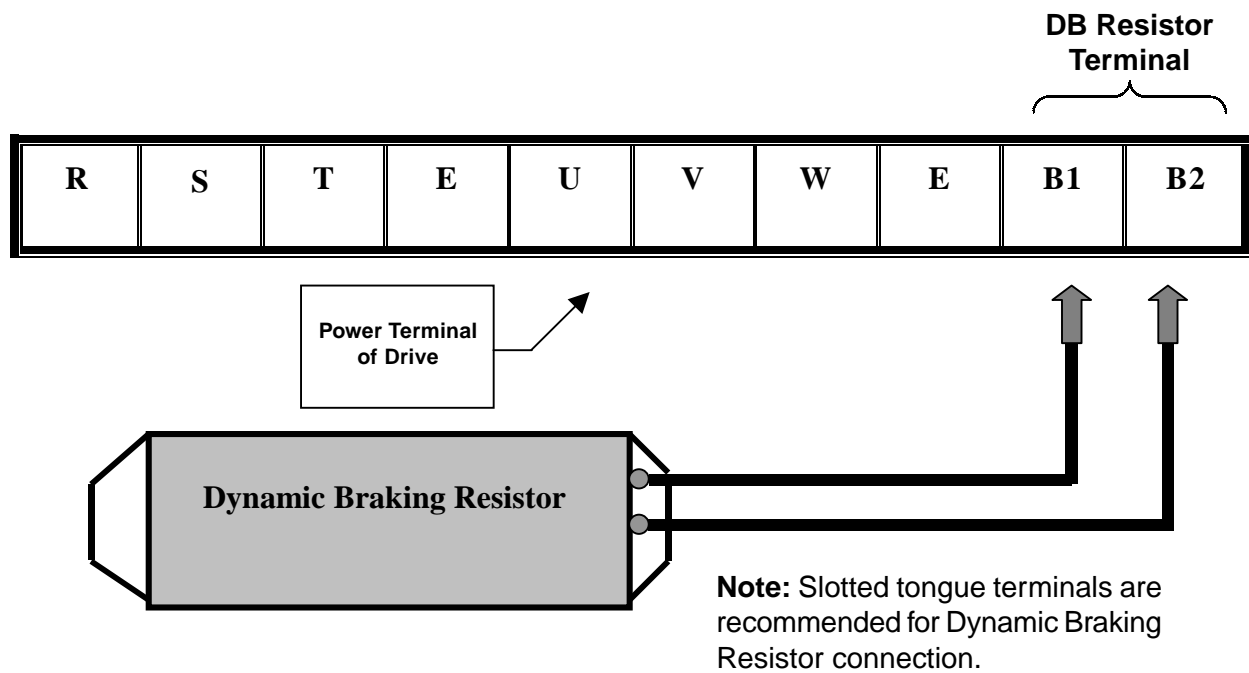 DB Resistor
Terminal
R S T E U V W E B1 B2
Power Terminal
of Drive
Dynamic Braking Resistor
Note: Slotted tongue terminals are
recommended for Dynamic Braking
Resistor connection.